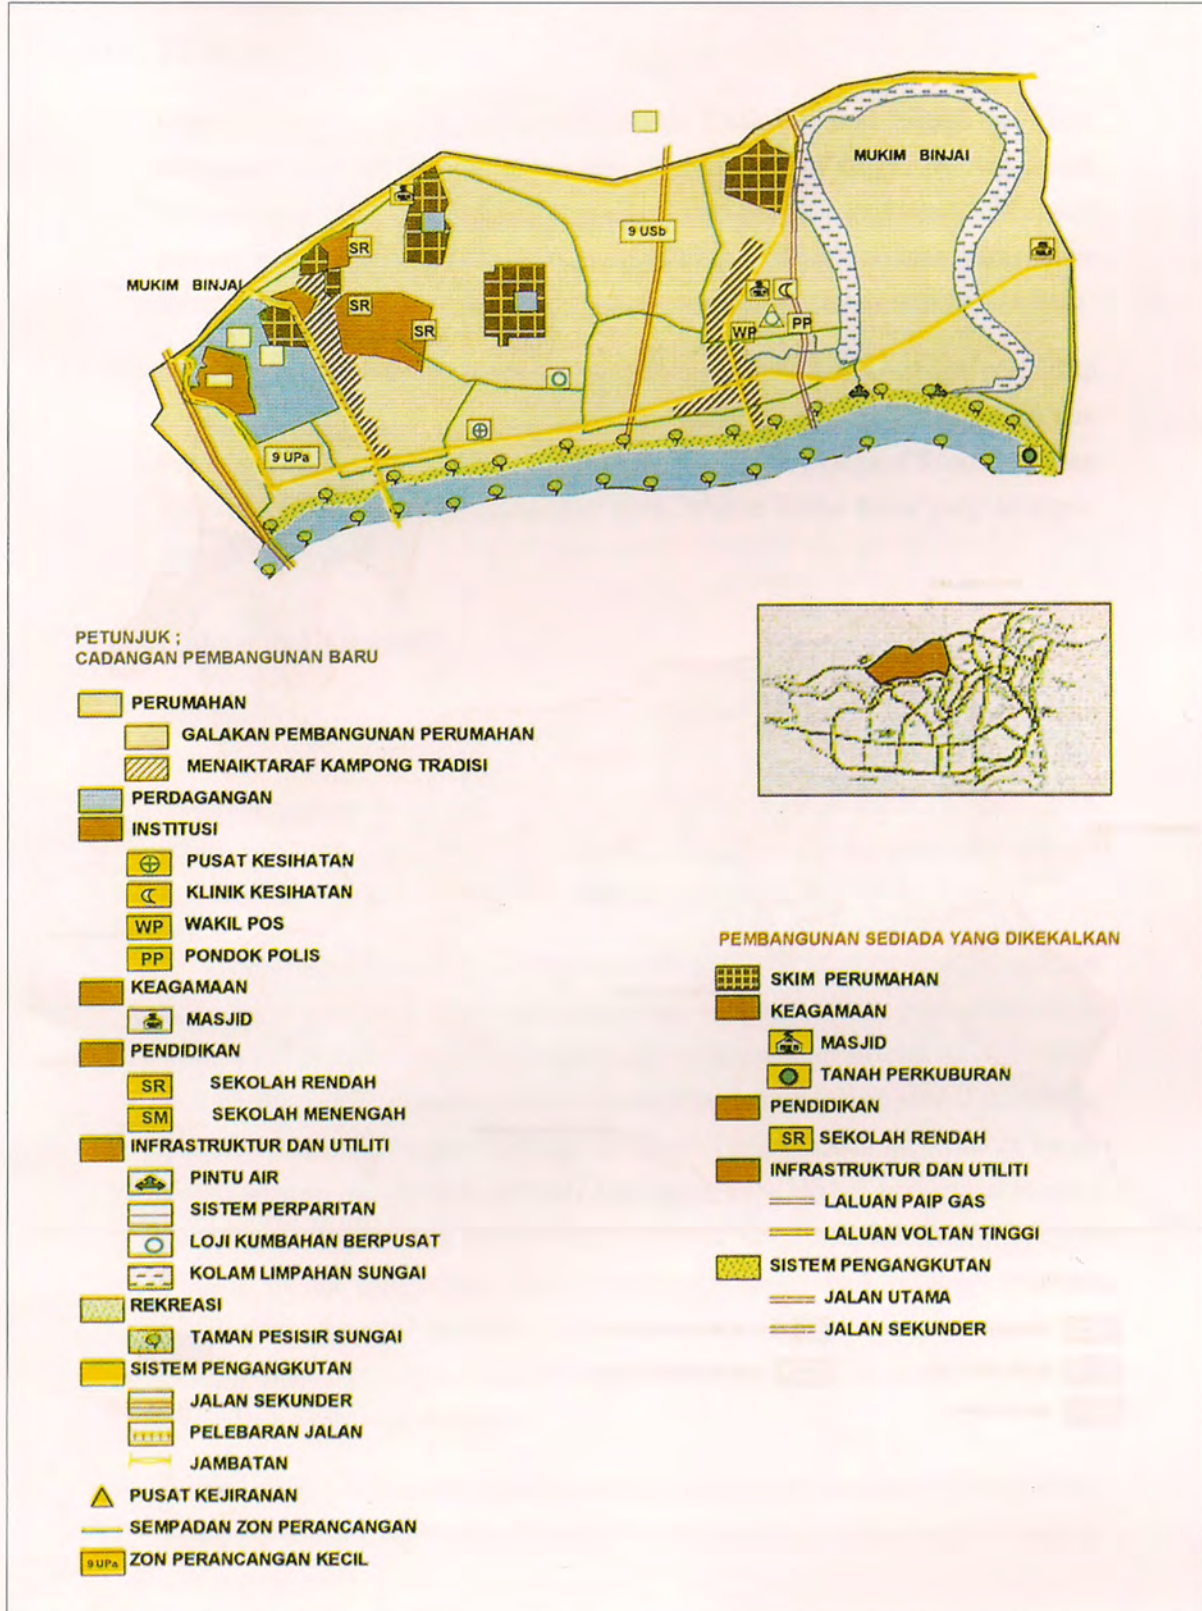 MUKIM BINJAI
9 USb
SR
MUKIM BINJAI
SR
SR
WP
PP
9 UPa
PETUNJUK ;
CADANGAN PEMBANGUNAN BARU
PERUMAHAN
GALAKAN PEMBANGUNAN PERUMAHAN
MENAIKTARAF KAMPONG TRADISI
PERDAGANGAN
INSTITUSI
PUSAT KESIHATAN
KLINIK KESIHATAN
WP WAKIL POS
PP PONDOK POLIS
KEAGAMAAN
MASJID
PENDIDIKAN
SR SEKOLAH RENDAH
SM SEKOLAH MENENGAH
INFRASTRUKTUR DAN UTILITI
PINTU AIR
SISTEM PERPARITAN
LOJI KUMBAHAN BERPUSAT
KOLAM LIMPAHAN SUNGAI
REKREASI
TAMAN PESISIR SUNGAI
SISTEM PENGANGKUTAN
JALAN SEKUNDER
PELEBARAN JALAN
JAMBATAN
PUSAT KEJIRANAN
SEMPADAN ZON PERANCANGAN
9 UPa ZON PERANCANGAN KECIL
PEMBANGUNAN SEDIADA YANG DIKEKALKAN
SKIM PERUMAHAN
KEAGAMAAN
MASJID
TANAH PERKUBURAN
PENDIDIKAN
SR SEKOLAH RENDAH
INFRASTRUKTUR DAN UTILITI
LALUAN PAIP GAS
LALUAN VOLTAN TINGGI
SISTEM PENGANGKUTAN
JALAN UTAMA
JALAN SEKUNDER